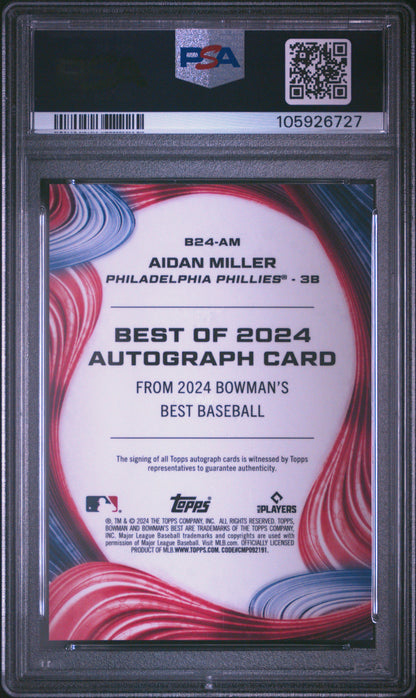 PSA
105926727
B24-AM
AIDAN MILLER
PHILADELPHIA PHILLIES® - 3B
BEST OF 2024
AUTOGRAPH CARD
FROM 2024 BOWMAN'S
BEST BASEBALL
The signing of all Topps autograph cards is witnessed by Topps
representatives to guarantee authenticity.
topps
PLAYERS
®, TM & © 2024 THE TOPPS COMPANY, INC. ALL RIGHTS RESERVED. TOPPS,
BOWMAN AND BOWMAN'S BEST ARE TRADEMARKS OF THE TOPPS COMPANY,
INC. Major League Baseball trademarks and copyrights are used with
permission of Major League Baseball. Visit MLB.com. OFFICIALLY LICENSED
PRODUCT OF MLB WWW.TOPPS.COM. CODE#CMP092191.